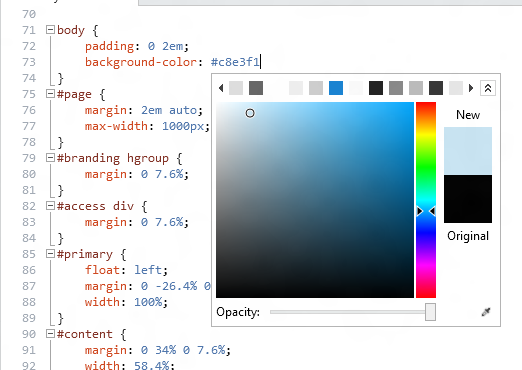 70
71 body {
72 padding: 0 2em;
73 background-color: #c8e3f1
74 }
75 #page {
76 margin: 2em auto;
77 max-width: 1000px;
78 }
79 #branding hgroup {
80 margin: 0 7.6%;
81 }
82 #access div {
83 margin: 0 7.6%;
84 }
85 #primary {
86 float: left;
87 margin: 0 -26.4% 0
88 width: 100%;
89 }
90 #content {
91 margin: 0 34% 0 7.6%;
92 width: 58.4%;
New
Original
Opacity: